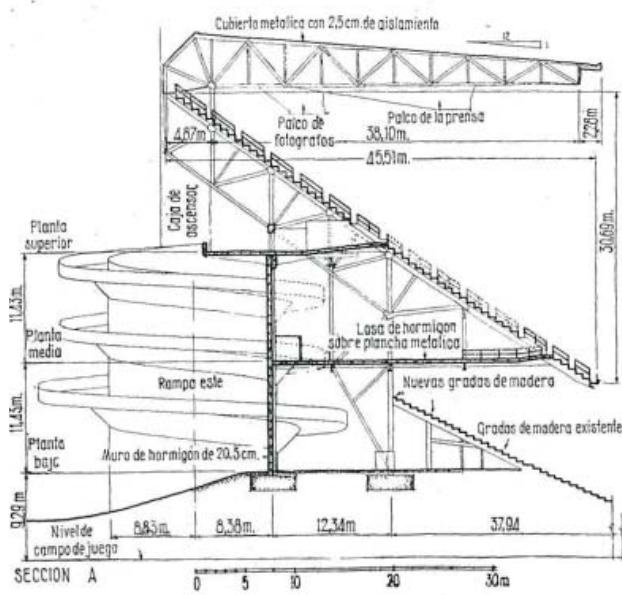 Cubierta metalica con 2,5 cm. de aislamiento
12
1
Palco de
fotografos
Palco de la prensa
4,87m
38,10m.
2,28m
45,51m.
Caja de
ascensor
30,69m.
Planta
superior
11,43m
Planta
media
Losa de hormigon
sobre plancha metalica
Rampa este
Nuevas gradas de madera
11,43m.
Gradas de madera existente
Planta
baja
Muro de hormigon de 20,3cm.
9,29m
8,83m
8,38m.
12,34m
37,94
Nivel de
campo de juego
SECCION A
0 5 10 20 30m